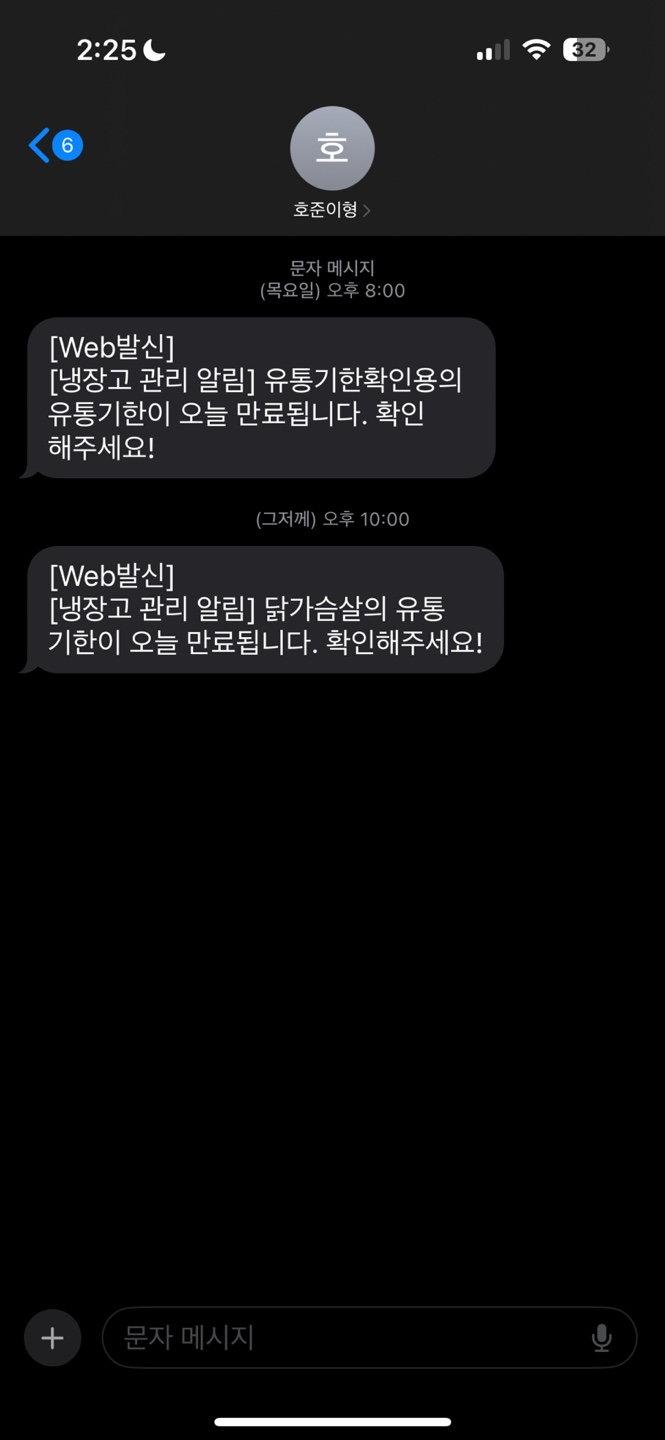 2:25
32
6
호
호준이형
문자 메시지
(목요일) 오후 8:00
[Web발신]
[냉장고 관리 알림] 유통기한확인용의
유통기한이 오늘 만료됩니다. 확인
해주세요!
(그저께) 오후 10:00
[Web발신]
[냉장고 관리 알림] 닭가슴살의 유통
기한이 오늘 만료됩니다. 확인해주세요!
문자 메시지